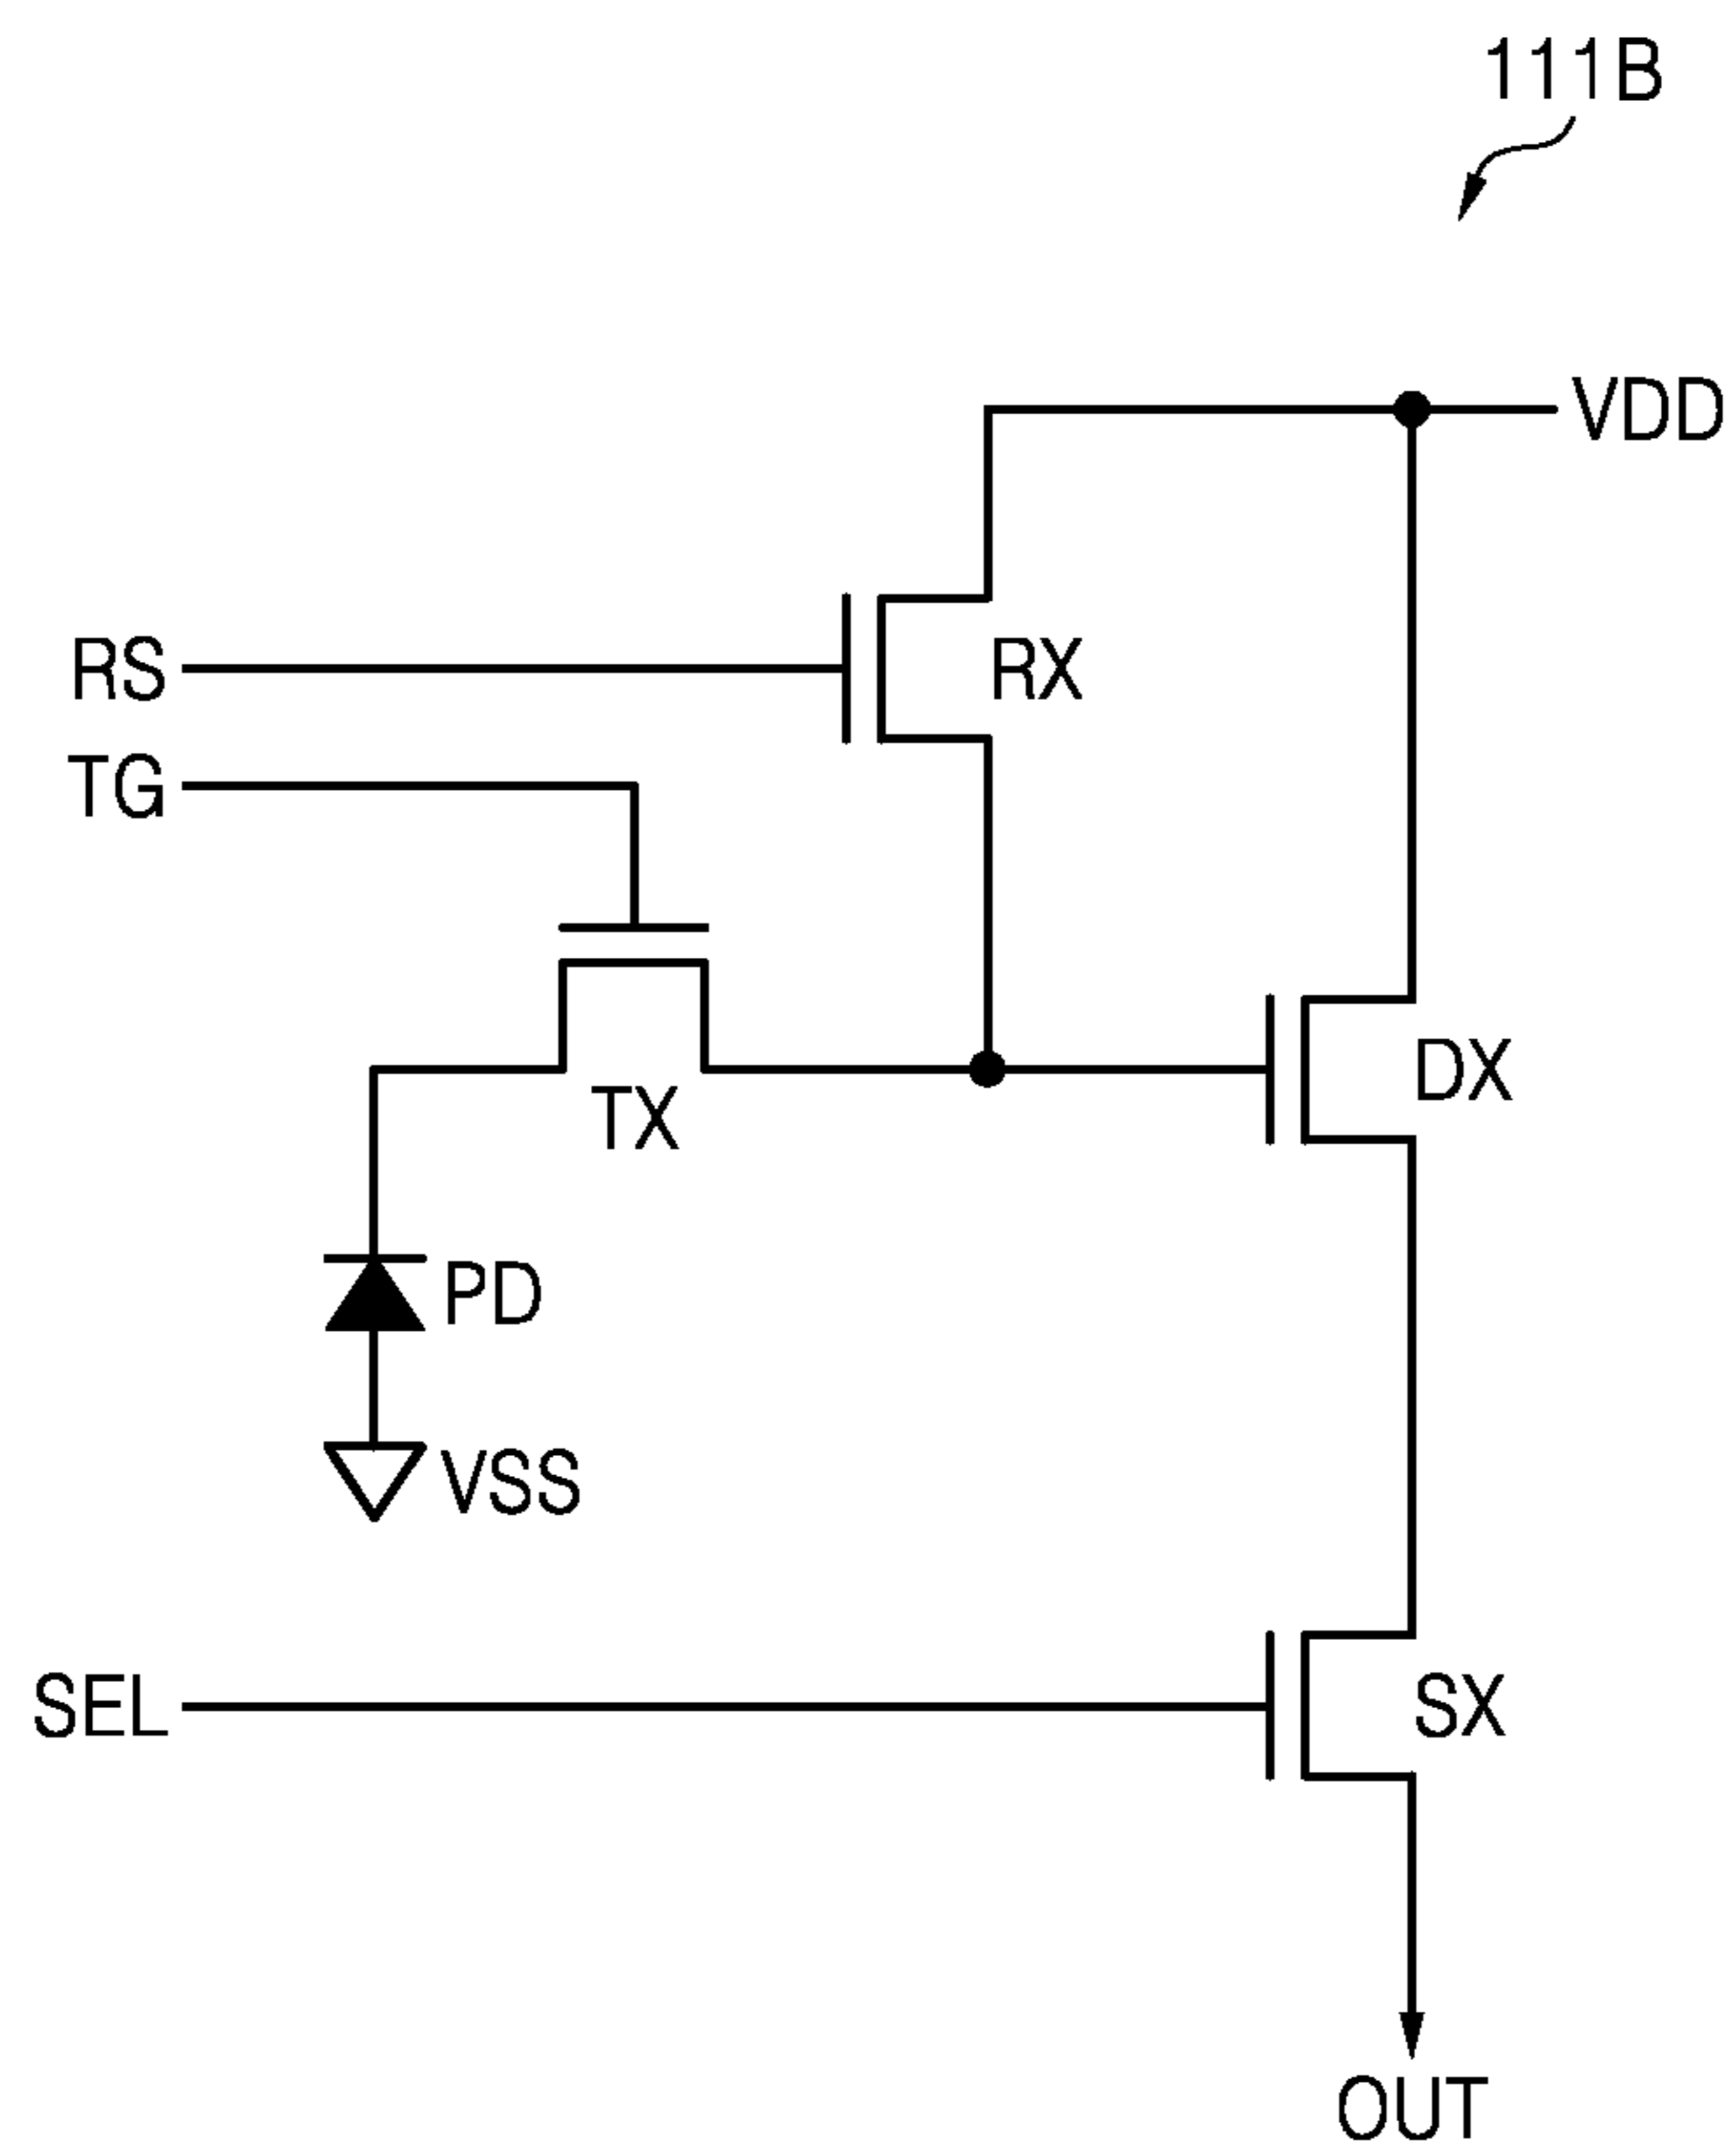 111B
VDD
RS
RX
TG
DX
TX
PD
VSS
SEL
SX
OUT